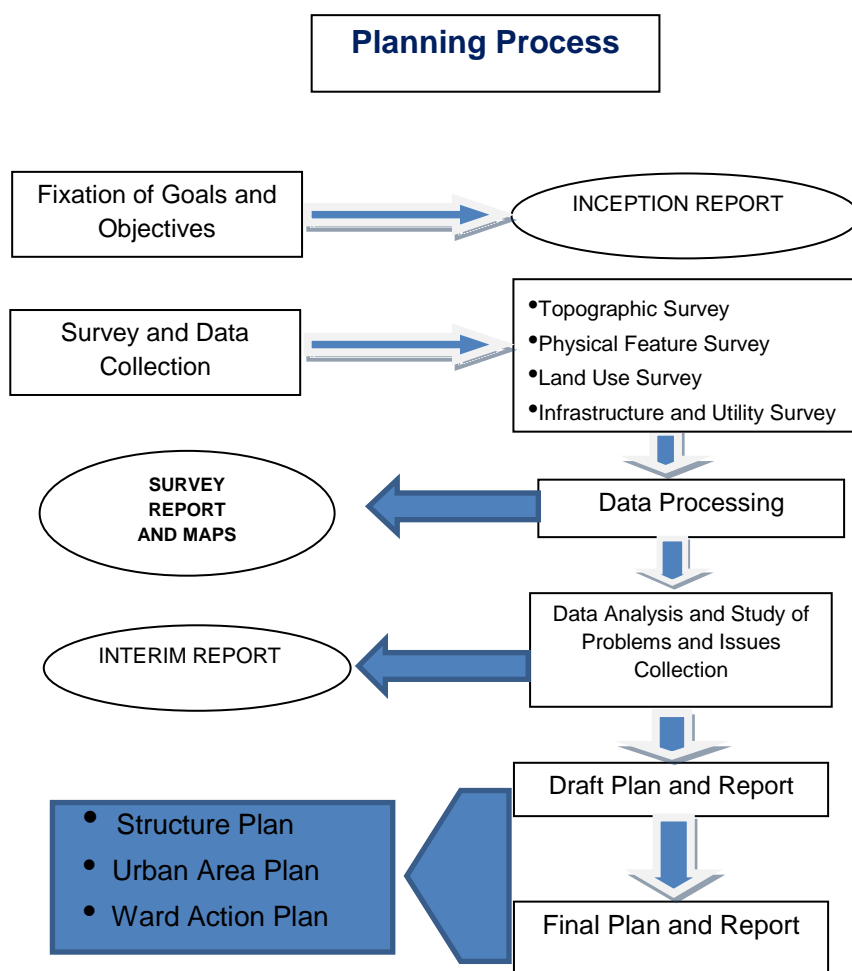 Planning Process
Fixation of Goals and
Objectives
INCEPTION REPORT
Survey and Data
Collection
•Topographic Survey
•Physical Feature Survey
•Land Use Survey
•Infrastructure and Utility Survey
SURVEY
REPORT
AND MAPS
Data Processing
Data Analysis and Study of
Problems and Issues
Collection
INTERIM REPORT
Draft Plan and Report
• Structure Plan
• Urban Area Plan
• Ward Action Plan
Final Plan and Report